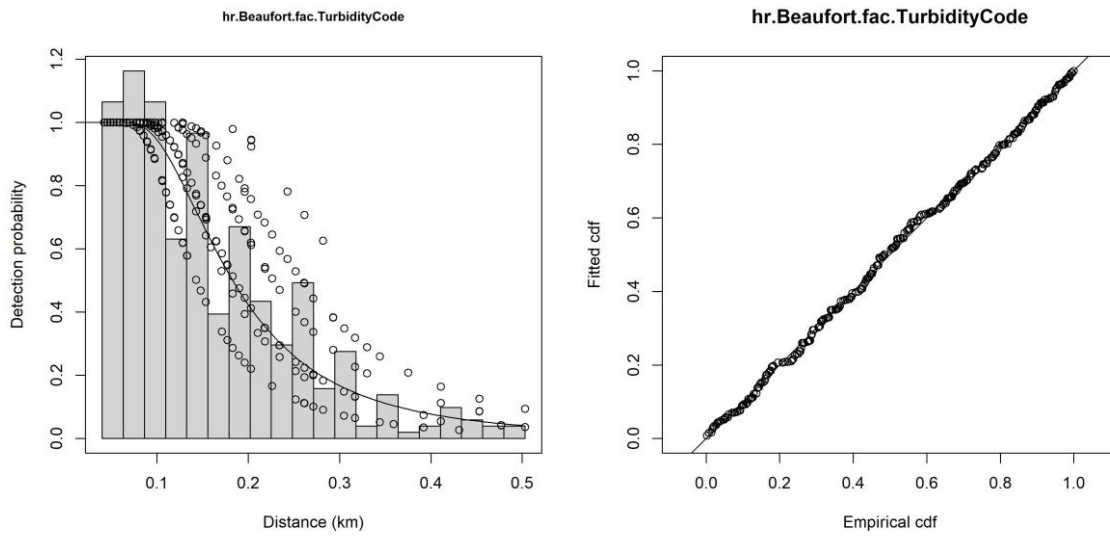 hr.Beaufort.fac.TurbidityCode
1.2
1.0
0.8
0.6
0.4
0.2
0.0
Detection probability
0.1 0.2 0.3 0.4 0.5
Distance (km)
hr.Beaufort.fac.TurbidityCode
1.0
0.8
0.6
0.4
0.2
0.0
Fitted cdf
0.0 0.2 0.4 0.6 0.8 1.0
Empirical cdf